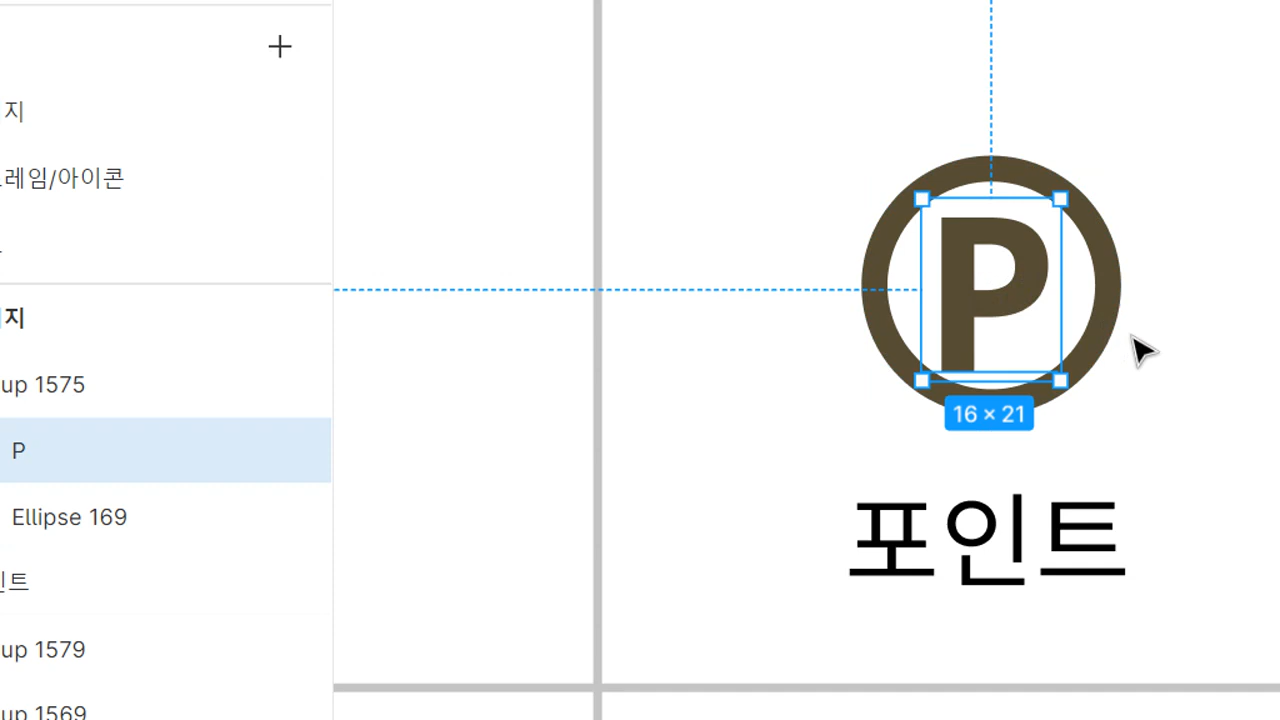 지
레임/아이콘
지
up 1575
P
Ellipse 169
인트
up 1579
up 1569
P
16 × 21
포인트